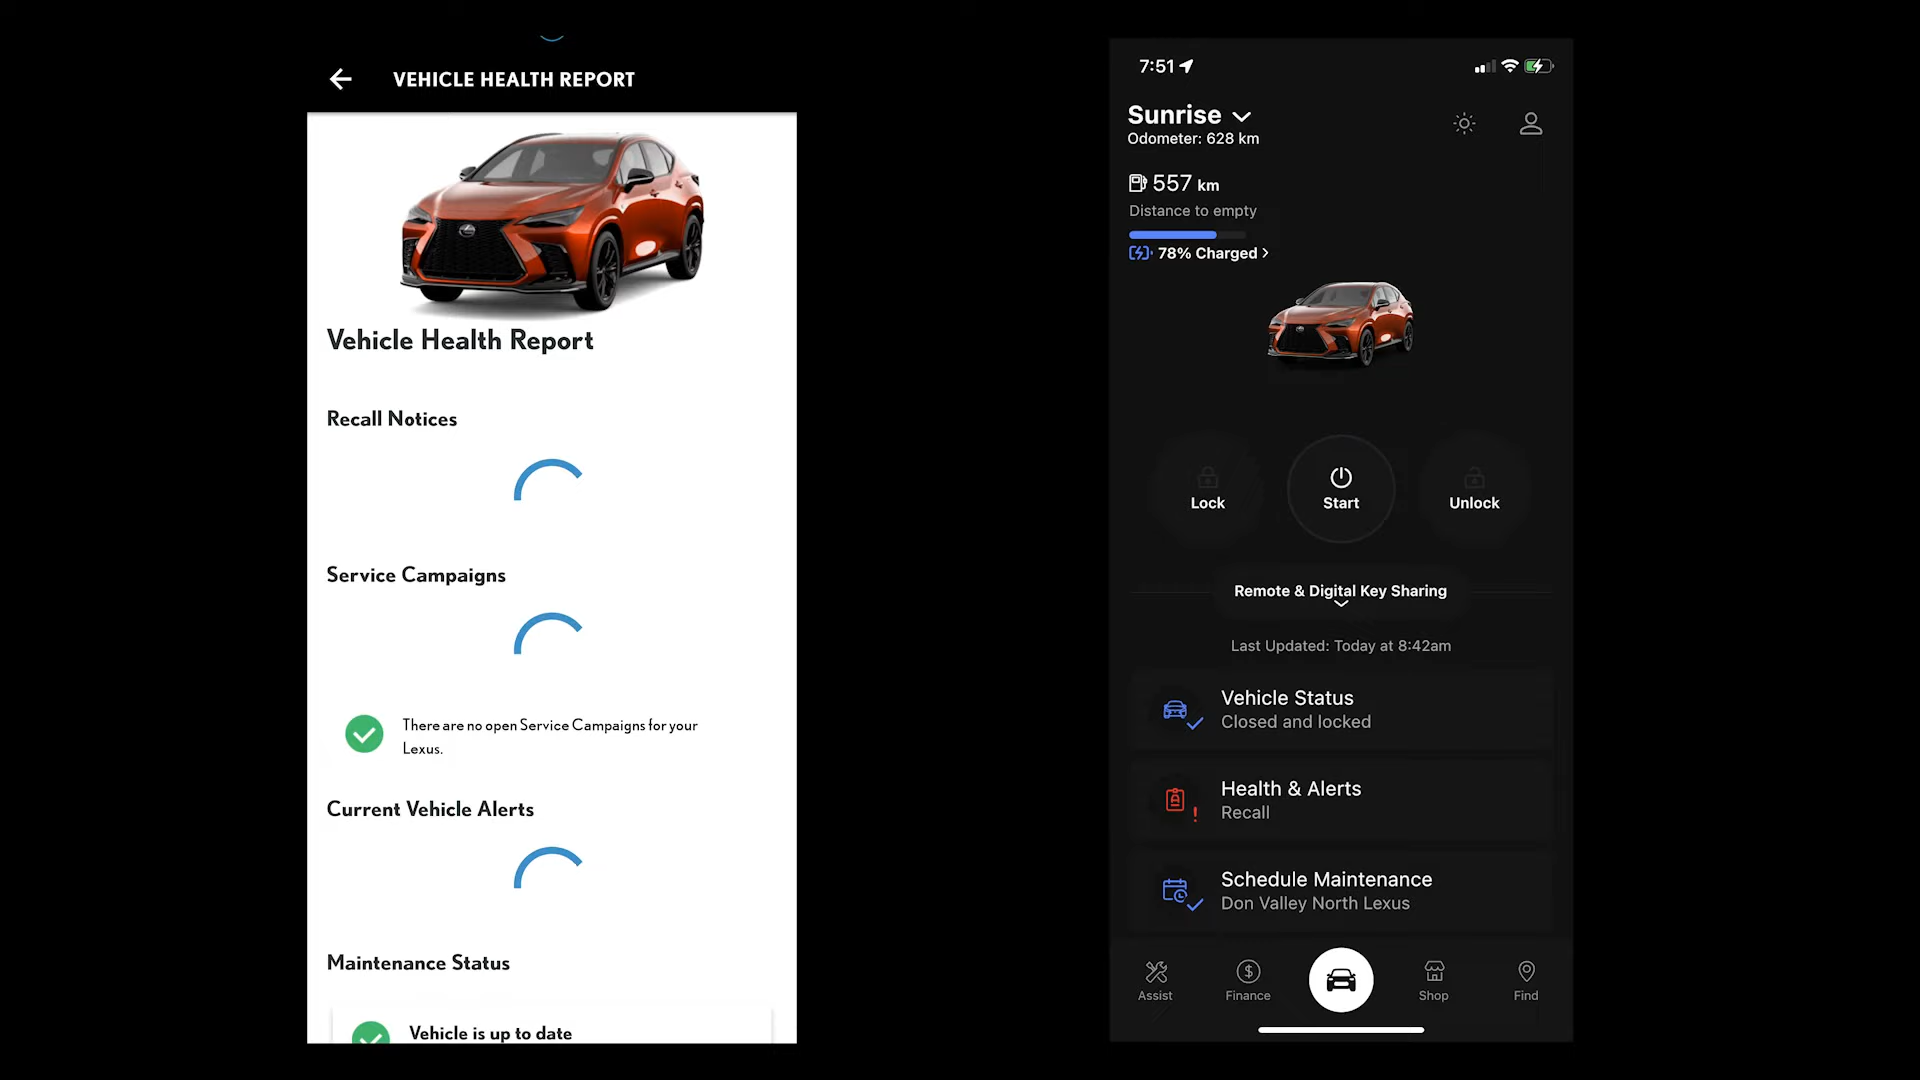 VEHICLE HEALTH REPORT
Vehicle Health Report
Recall Notices
Service Campaigns
There are no open Service Campaigns for your
Lexus.
Current Vehicle Alerts
Maintenance Status
Vehicle is up to date
7:51
Sunrise
Odometer: 628 km
557 km
Distance to empty
78% Charged
Lock
Start
Unlock
Remote & Digital Key Sharing
Last Updated: Today at 8:42am
Vehicle Status
Closed and locked
Health & Alerts
Recall
Schedule Maintenance
Don Valley North Lexus
Assist
Finance
Shop
Find